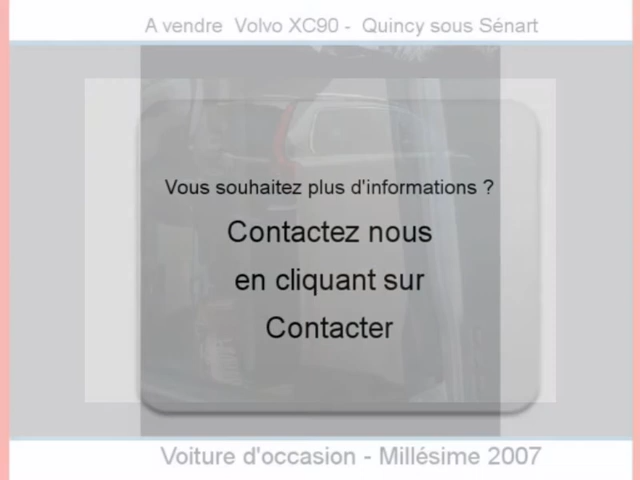 A vendre Volvo XC90 - Quincy sous Sénart
Vous souhaitez plus d'informations ?
Contactez nous
en cliquant sur
Contacter
Voiture d'occasion - Millésime 2007